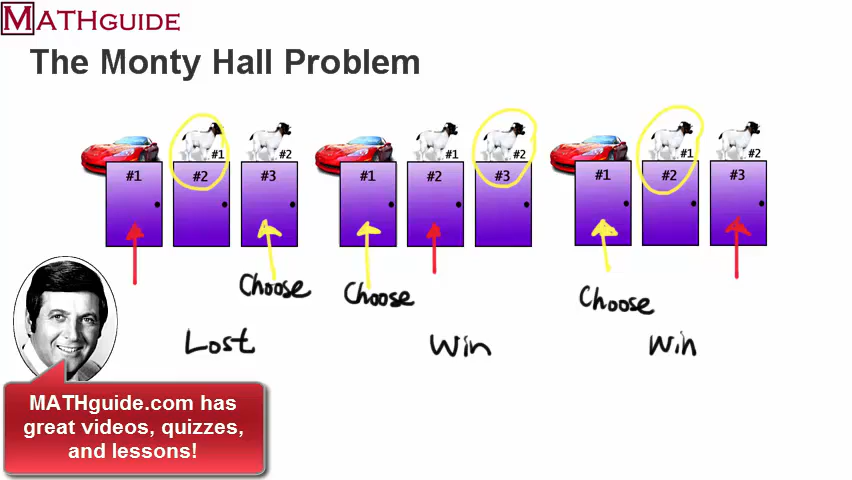 MATHGUIDE
The Monty Hall Problem
#1 #2 #1 #2 #1 #2
#1 #2 #3 #1 #2 #3 #1 #2 #3
Choose Choose Choose
Lost Win Win
MATHguide.com has
great videos, quizzes,
and lessons!